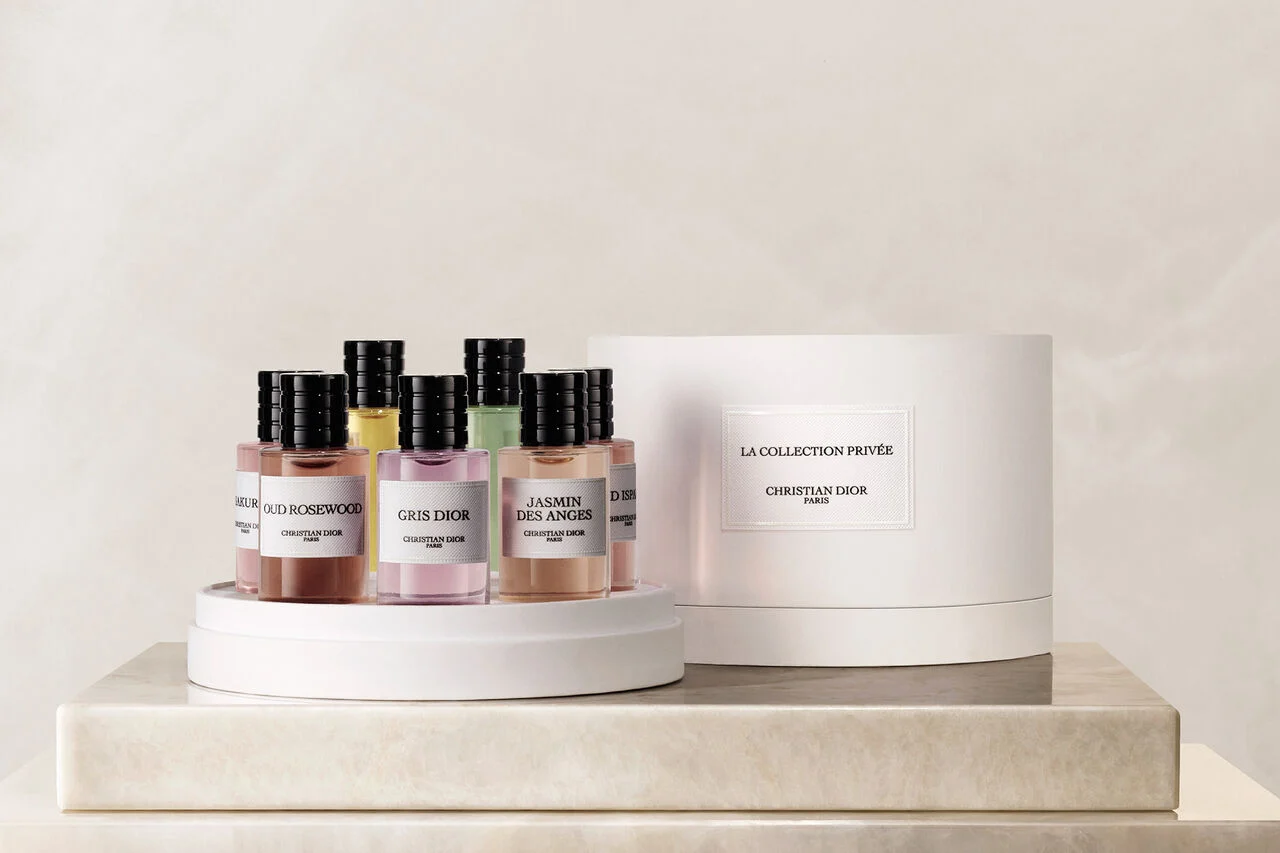 OUD ROSEWOOD
CHRISTIAN DIOR
PARIS
GRIS DIOR
CHRISTIAN DIOR
PARIS
JASMIN
DES ANGES
CHRISTIAN DIOR
PARIS
LA COLLECTION PRIVÉE
CHRISTIAN DIOR
PARIS